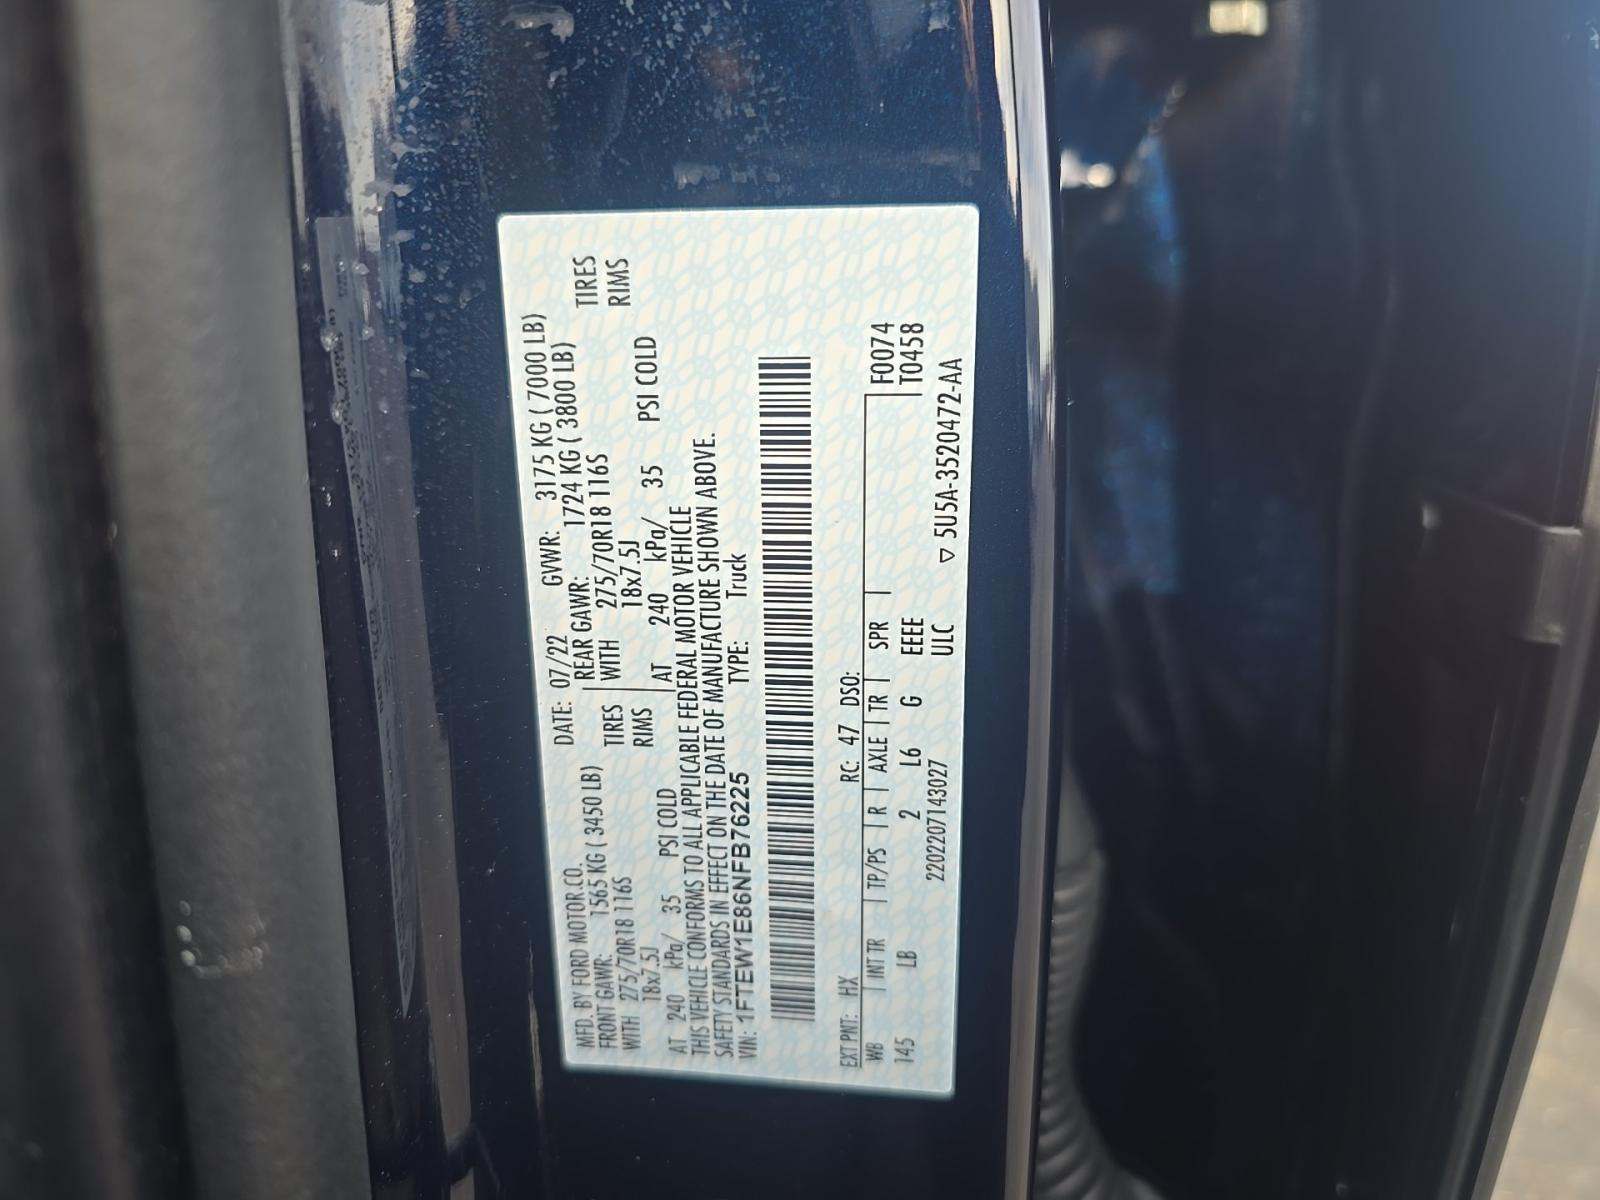 MFD. BY FORD MOTOR CO.
DATE: 07/22 GVWR: 3175 KG ( 7000 LB)
FRONT GAWR: 1565 KG ( 3450 LB) REAR GAWR: 1724 KG ( 3800 LB)
WITH 275/70R18 116S TIRES WITH 275/70R18 116S TIRES
18x7.5J RIMS 18x7.5J RIMS
AT 240 kPa/ 35 PSI COLD AT 240 kPa/ 35 PSI COLD
THIS VEHICLE CONFORMS TO ALL APPLICABLE FEDERAL MOTOR VEHICLE
SAFETY STANDARDS IN EFFECT ON THE DATE OF MANUFACTURE SHOWN ABOVE.
VIN: 1FTEW1E86NFB76225 TYPE: Truck
EXT PNT: HX RC: 47 DSO:
WB | INT TR | TP/PS | R | AXLE | TR | SPR | F0074
145 LB 2 L6 G EEE T0458
2202207143027 ULC
▽ 5U5A-3520472-AA